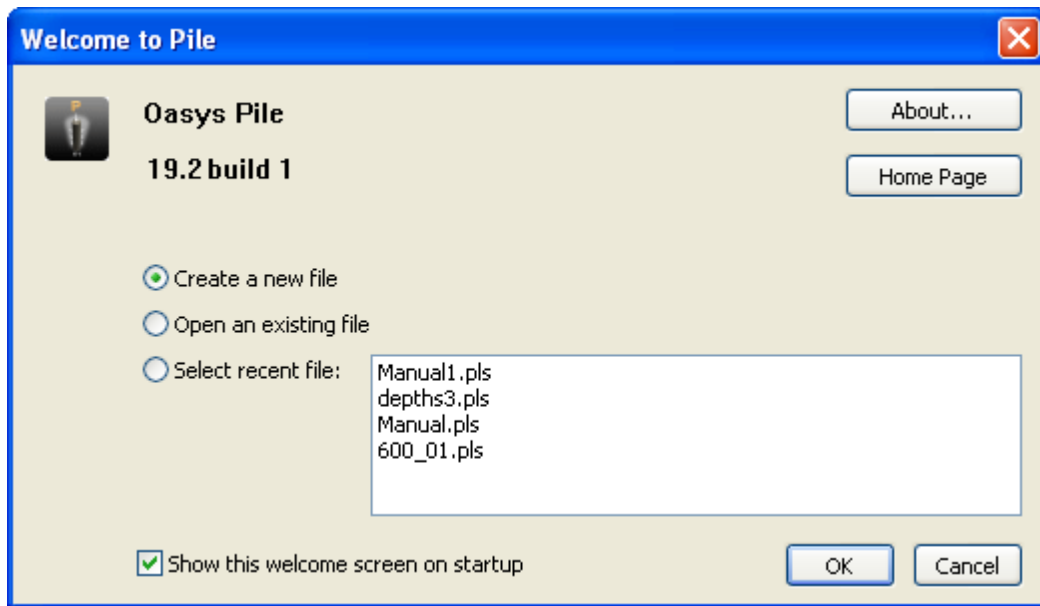 Welcome to Pile
Oasys Pile
About...
19.2 build 1
Home Page
Create a new file
Open an existing file
Select recent file:
Manual1.pls
depths3.pls
Manual.pls
600_01.pls
Show this welcome screen on startup
OK
Cancel